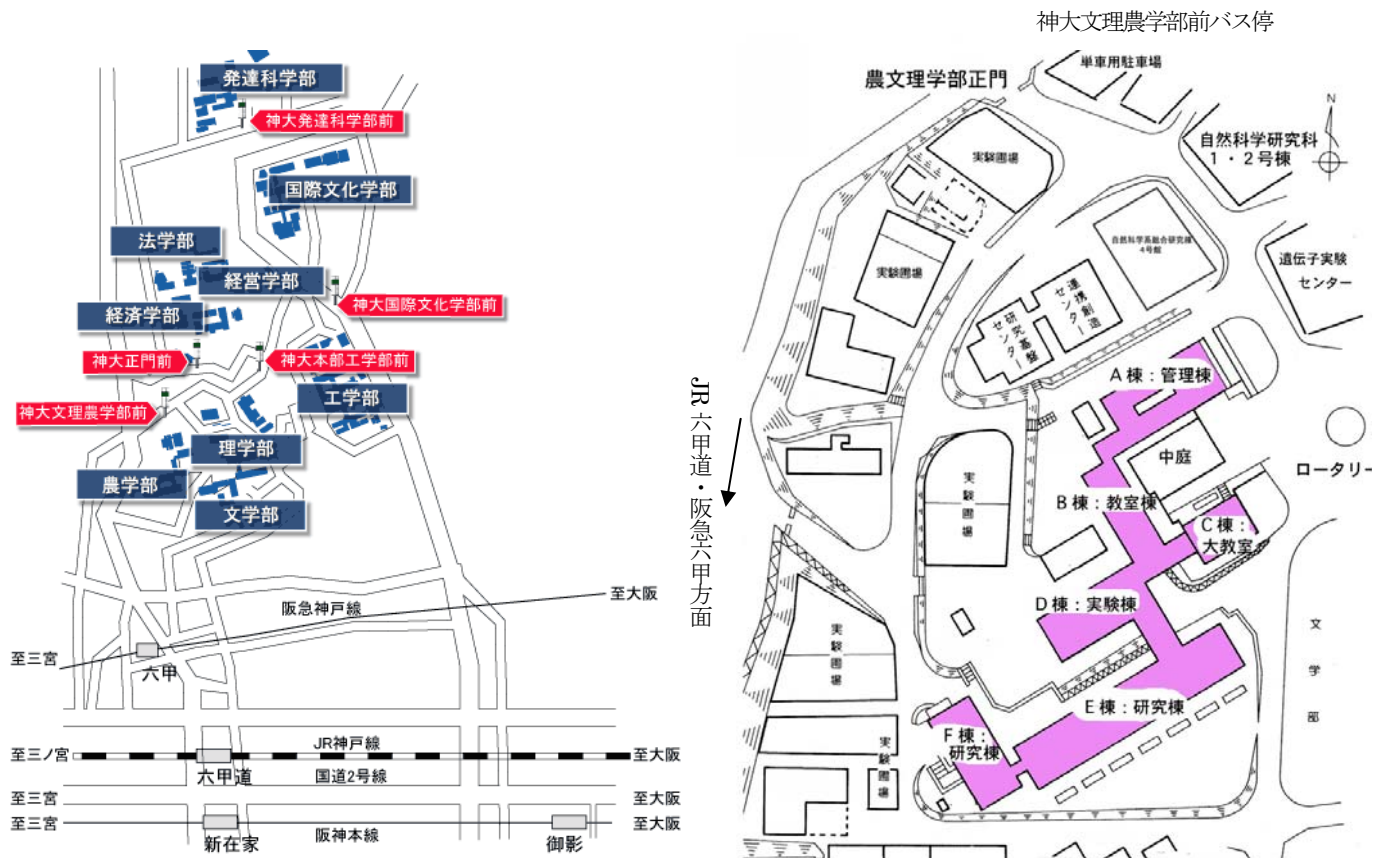 発達科学部
神大発達科学部前
国際文化学部
法学部
経営学部
神大国際文化学部前
経済学部
神大正門前
神大本部工学部前
工学部
神大文理農学部前
理学部
農学部
文学部
阪急神戸線
至大阪
至三宮
六甲
JR神戸線
至三ノ宮
至大阪
六甲道
国道2号線
至三宮
至大阪
至三宮
至大阪
新在家
阪神本線
御影
神大文理農学部前バス停
農文理学部正門
単車用駐車場
N
自然科学研究科
1・2号棟
実験圃場
自然科学系総合研究棟
4号館
遺伝子実験
センター
実験圃場
連携創造
センター
研究基盤
センター
A棟:管理棟
JR六甲道・阪急六甲方面
中庭
ロータリー
実験圃場
B棟:教室棟
C棟:
大教室
D棟:実験棟
文学部
実験圃場
E棟:研究棟
F棟:
研究棟
実験圃場